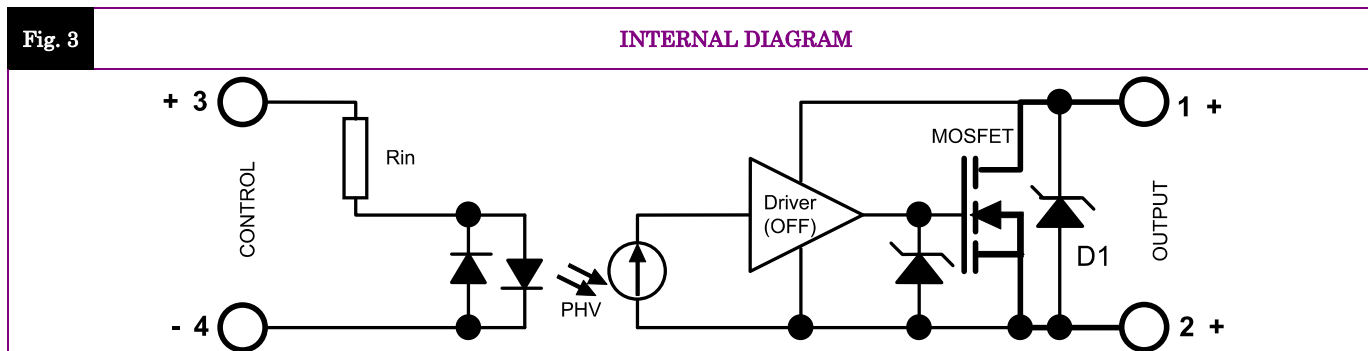 Fig. 3
INTERNAL DIAGRAM
+ 3
1 +
MOSFET
Rin
CONTROL
Driver
(OFF)
OUTPUT
D1
PHV
- 4
2 +